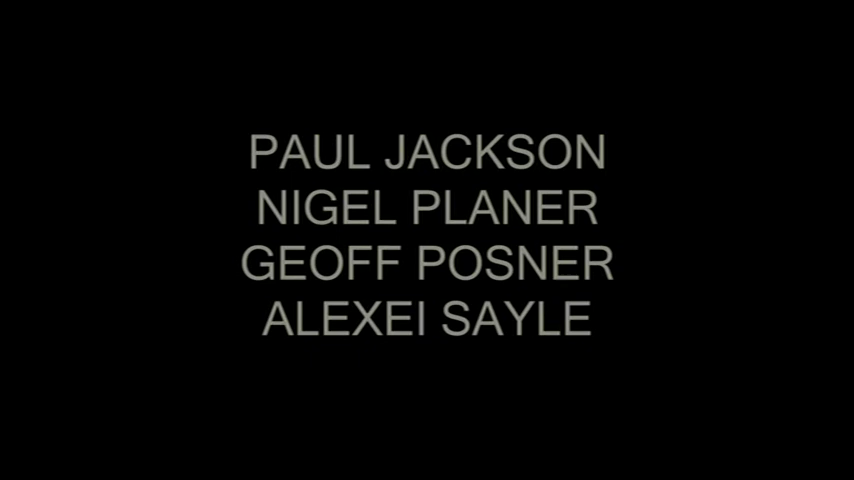 PAUL JACKSON
NIGEL PLANER
GEOFF POSNER
ALEXEI SAYLE